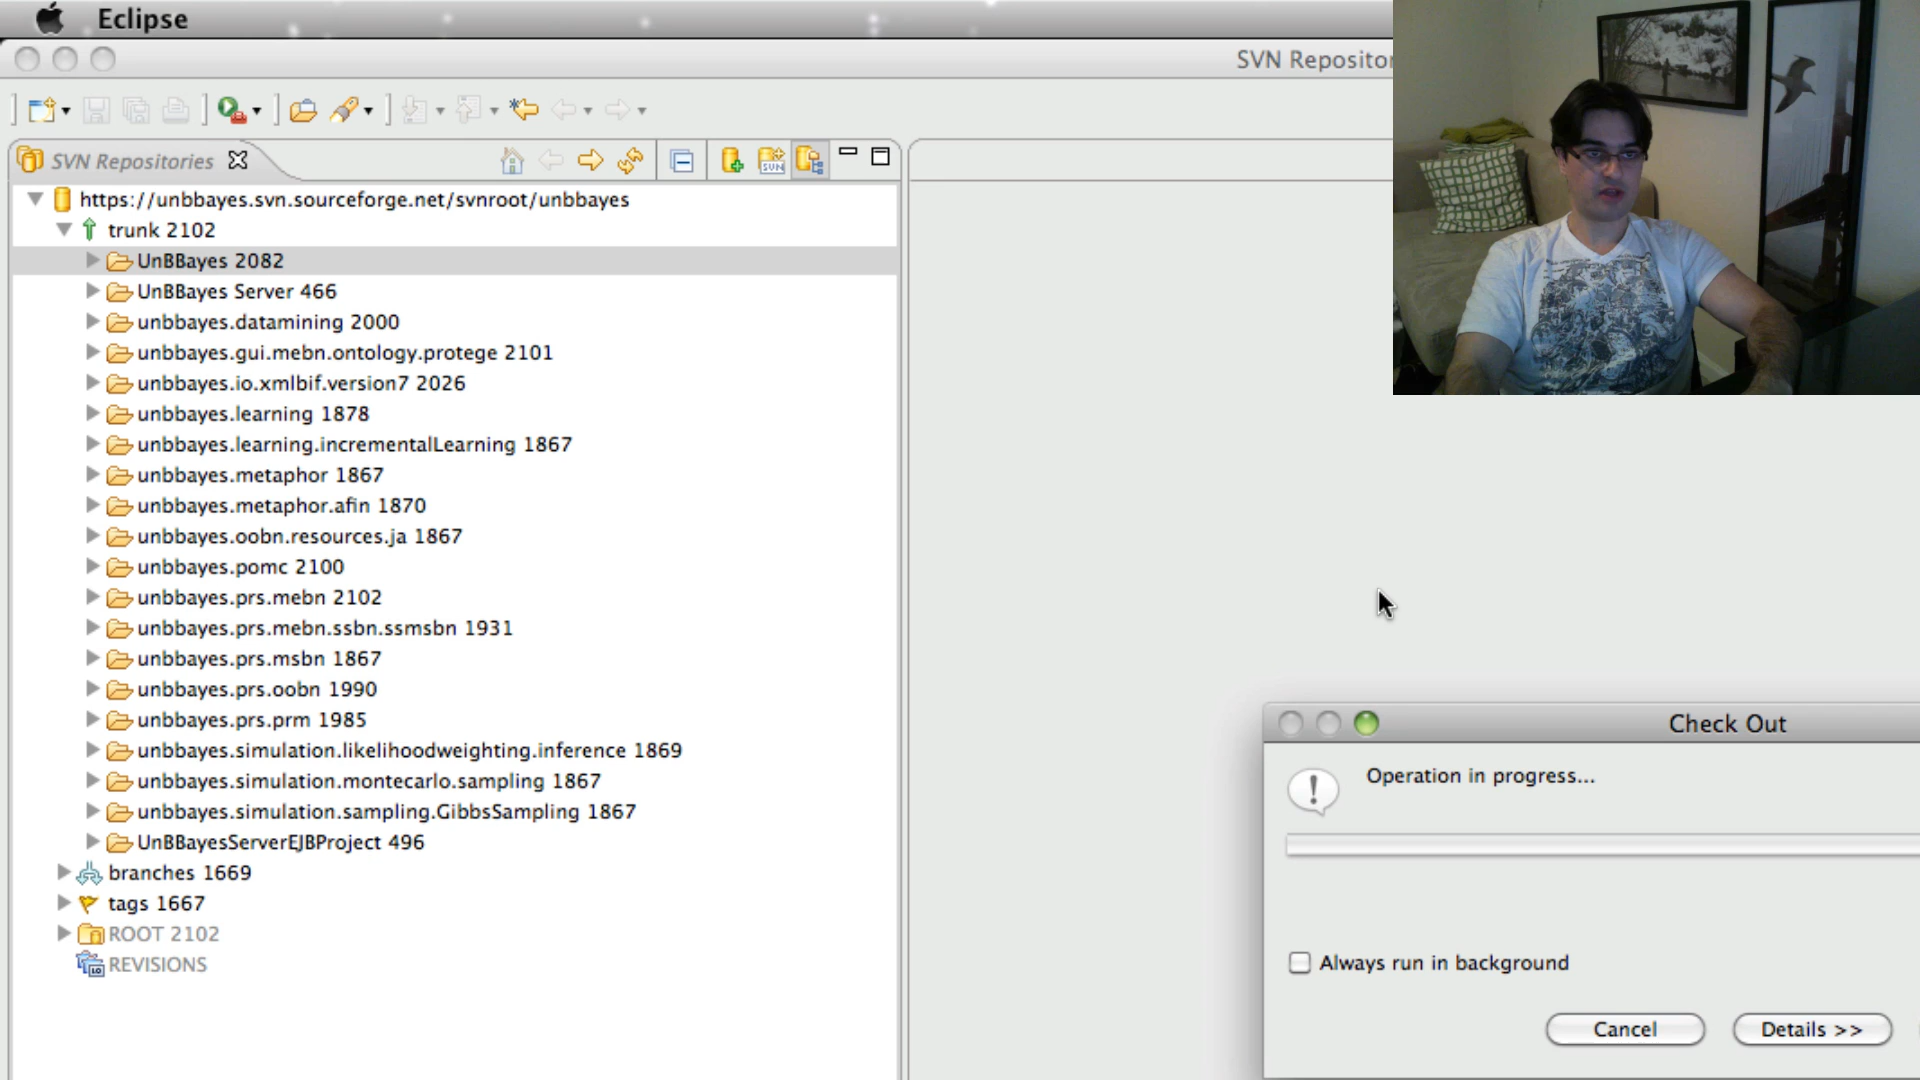 Eclipse
SVN Repositor
SVN Repositories
https://unbbayes.svn.sourceforge.net/svnroot/unbbayes
trunk 2102
UnBBayes 2082
UnBBayes Server 466
unbbayes.datamining 2000
unbbayes.gui.mebn.ontology.protege 2101
unbbayes.io.xmlbif.version7 2026
unbbayes.learning 1878
unbbayes.learning.incrementalLearning 1867
unbbayes.metaphor 1867
unbbayes.metaphor.afin 1870
unbbayes.oobn.resources.ja 1867
unbbayes.pomc 2100
unbbayes.prs.mebn 2102
unbbayes.prs.mebn.ssbn.ssmsbn 1931
unbbayes.prs.msbn 1867
unbbayes.prs.oobn 1990
unbbayes.prs.prm 1985
unbbayes.simulation.likelihoodweighting.inference 1869
unbbayes.simulation.montecarlo.sampling 1867
unbbayes.simulation.sampling.GibbsSampling 1867
UnBBayesServerEJBProject 496
branches 1669
tags 1667
ROOT 2102
REVISIONS
Check Out
Operation in progress...
Always run in background
Cancel
Details >>